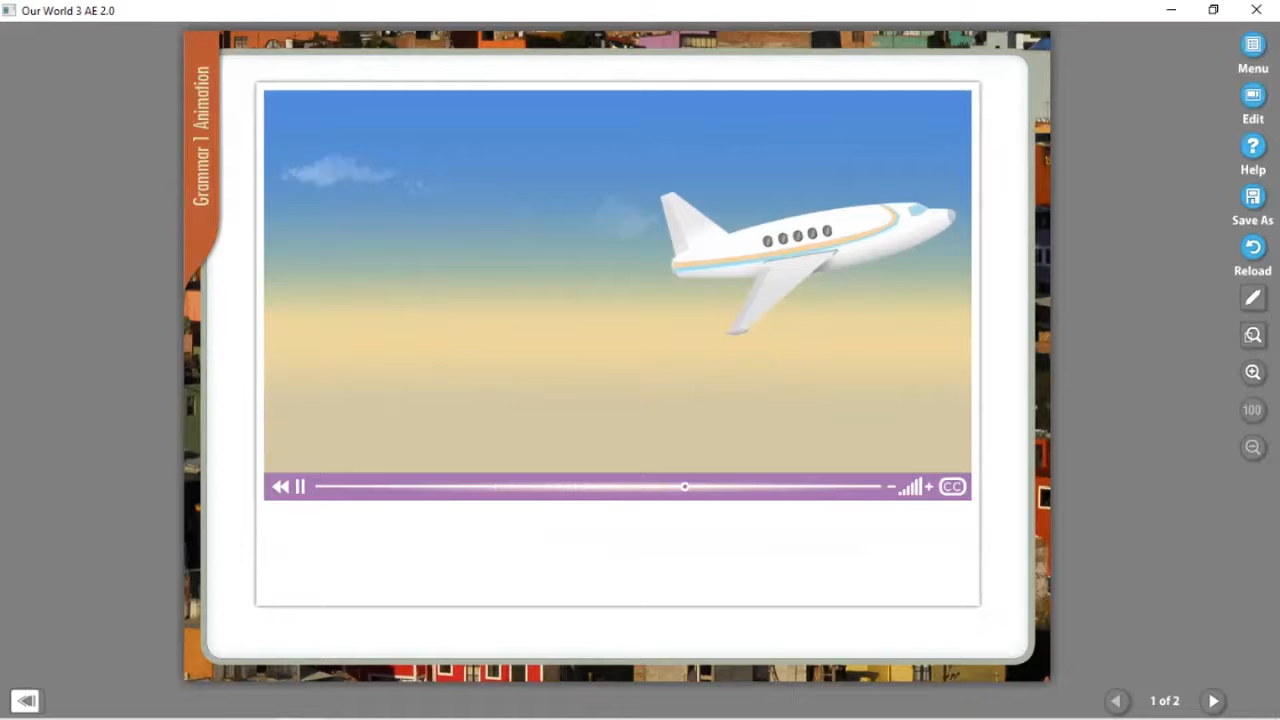 Our World 3 AE 2.0
Grammar 1 Animation
Menu
Edit
Help
Save As
Reload
100
CC
1 of 2